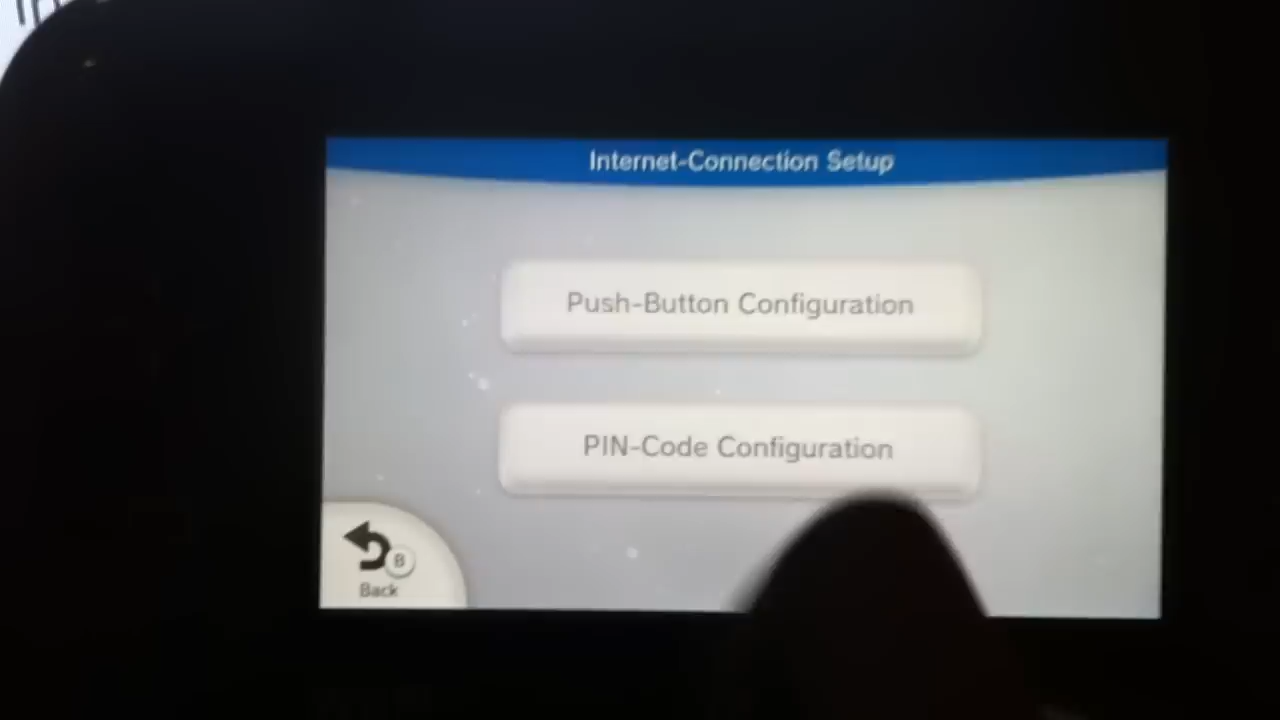 Internet-Connection Setup
Push-Button Configuration
PIN-Code Configuration
B
Back